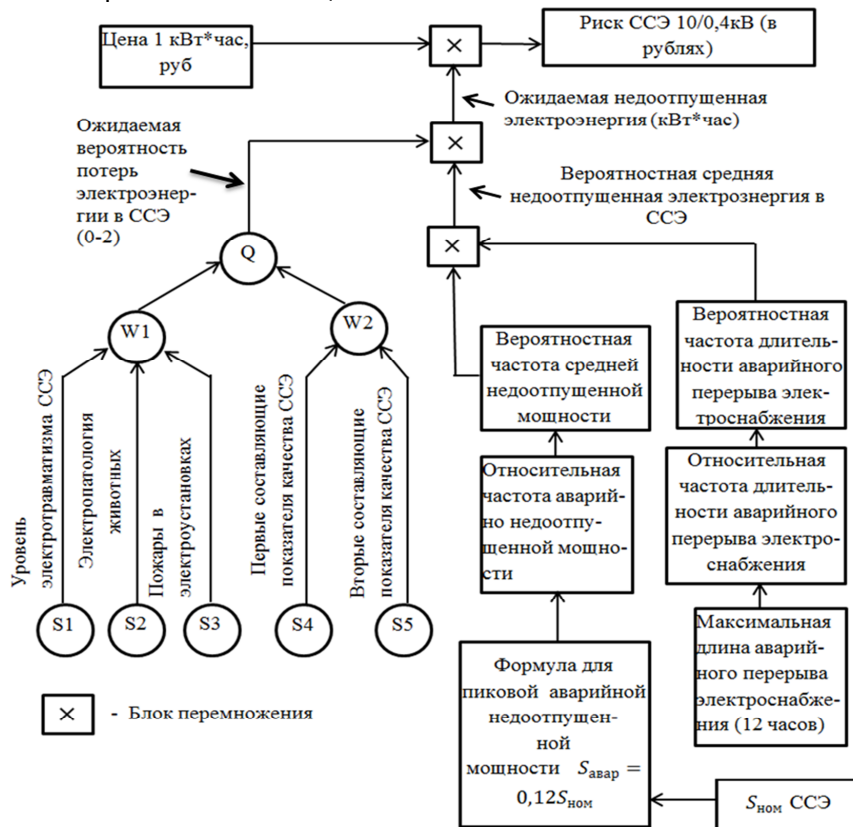 Цена 1 кВт*час,
руб
×
Риск ССЭ 10/0,4кВ (в
рублях)
Ожидаемая недоотпущенная
электроэнергия (кВт*час)
Ожидаемая
вероятность
потерь
электроэнер-
гии в ССЭ
(0-2)
×
Вероятностная средняя
недоотпущенная электроэнергия в
ССЭ
×
Q
W1
W2
Вероятностная
частота средней
недоотпущенной
мощности
Вероятностная
частота длитель-
ности аварийного
перерыва элек-
троснабжения
Уровень
электротравматизма ССЭ
Электропатология
животных
Пожары в
электроустановках
Первые составляющие
показателя качества ССЭ
Вторые составляющие
показателя качества ССЭ
Относительная
частота аварий-
но недоотпу-
щенной мощно-
сти
Относительная
частота длитель-
ности аварийного
перерыва электро-
снабжения
S1
S2
S3
S4
S5
Формула для
пиковой аварийной
недоотпущен-
ной
мощности Sавар =
0,12Sном
Максимальная
длина аварий-
ного перерыва
электроснабже-
ния (12 часов)
× - Блок перемножения
Sном ССЭ